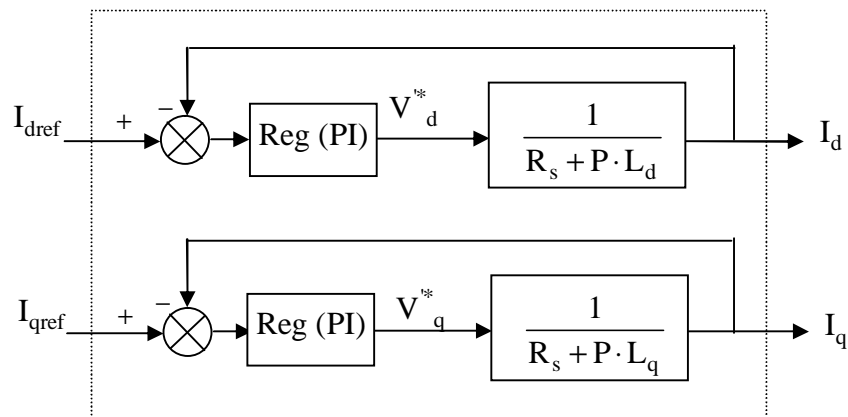 I_dref + − Reg (PI) V'*_d 1 / (R_s + P · L_d) I_d
I_qref + − Reg (PI) V'*_q 1 / (R_s + P · L_q) I_q